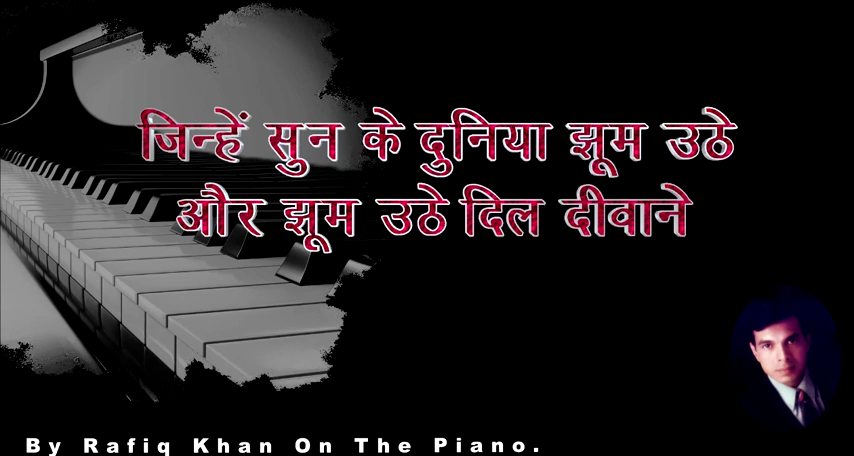 जिन्हें सुन के दुनिया झूम उठे
और झूम उठे दिल दीवाने
By Rafiq Khan On The Piano.